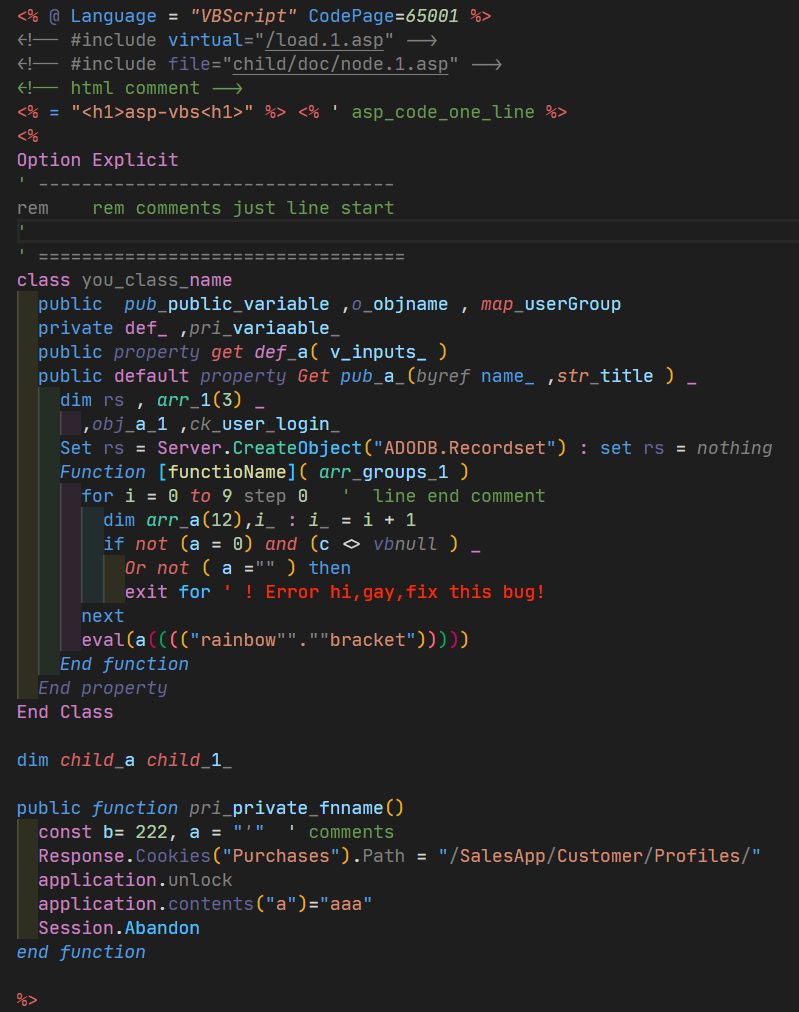 <% @ Language = "VBScript" CodePage=65001 %>
<!-- #include virtual="/load.1.asp" -->
<!-- #include file="child/doc/node.1.asp" -->
<!-- html comment -->
<% = "<h1>asp-vbs<h1>" %> <% ' asp_code_one_line %>
<%
Option Explicit
' ---------------------------------
rem    rem comments just line start
'
' ==================================
class you_class_name
  public  pub_public_variable ,o_objname , map_userGroup
  private def_ ,pri_variaable_
  public property get def_a( v_inputs_ )
  public default property Get pub_a_(byref name_ ,str_title ) _
    dim rs , arr_1(3) _
      ,obj_a_1 ,ck_user_login_
    Set rs = Server.CreateObject("ADODB.Recordset") : set rs = nothing
    Function [functioName]( arr_groups_1 )
      for i = 0 to 9 step 0   '  line end comment
        dim arr_a(12),i_ : i_ = i + 1
        if not (a = 0) and (c <> vbnull ) _
          Or not ( a ="" ) then
          exit for ' ! Error hi,gay,fix this bug!
      next
      eval(a(((("rainbow"".""bracket")))))
    End function
  End property
End Class

dim child_a child_1_

public function pri_private_fnname()
  const b= 222, a = "'"  ' comments
  Response.Cookies("Purchases").Path = "/SalesApp/Customer/Profiles/"
  application.unlock
  application.contents("a")="aaa"
  Session.Abandon
end function

%>